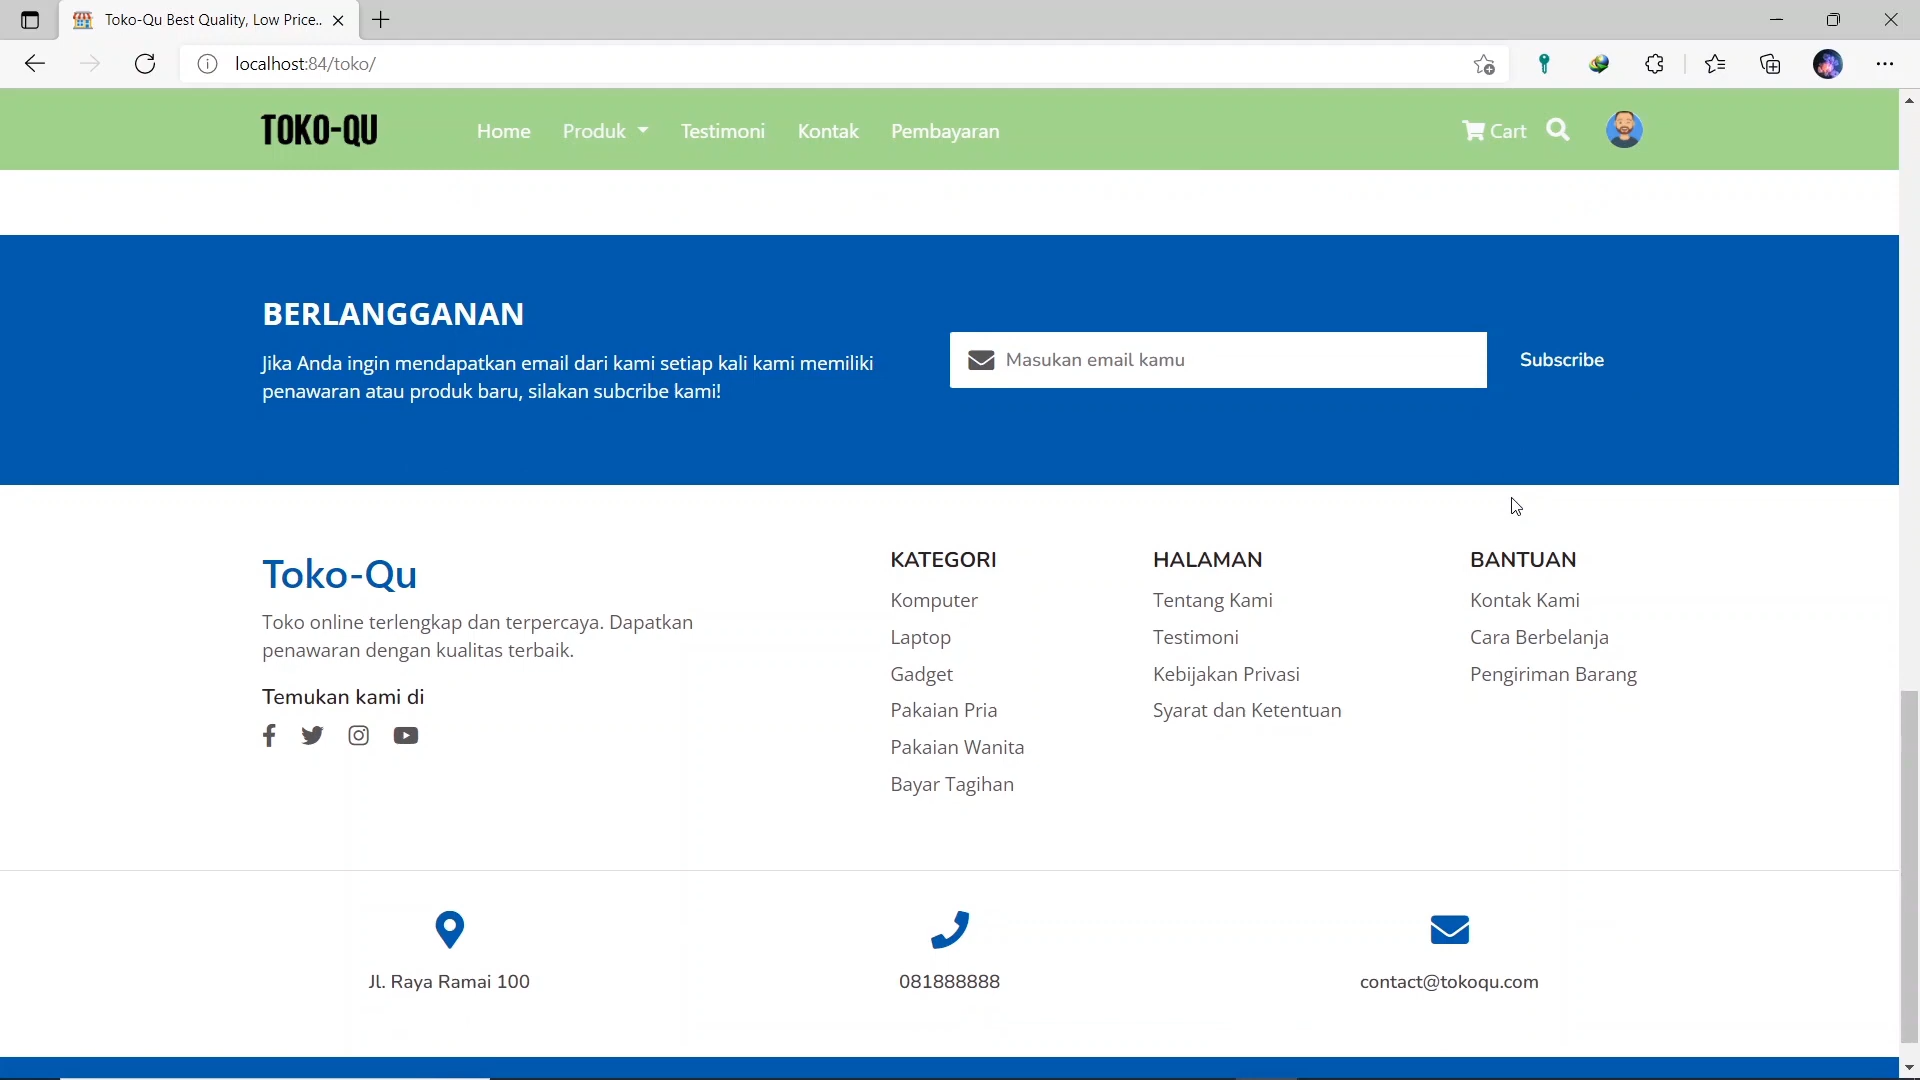 Toko-Qu Best Quality, Low Price..
localhost:84/toko/
TOKO-QU
Home
Produk
Testimoni
Kontak
Pembayaran
Cart
BERLANGGANAN
Jika Anda ingin mendapatkan email dari kami setiap kali kami memiliki
penawaran atau produk baru, silakan subcribe kami!
Masukan email kamu
Subscribe
Toko-Qu
Toko online terlengkap dan terpercaya. Dapatkan
penawaran dengan kualitas terbaik.
Temukan kami di
KATEGORI
Komputer
Laptop
Gadget
Pakaian Pria
Pakaian Wanita
Bayar Tagihan
HALAMAN
Tentang Kami
Testimoni
Kebijakan Privasi
Syarat dan Ketentuan
BANTUAN
Kontak Kami
Cara Berbelanja
Pengiriman Barang
Jl. Raya Ramai 100
081888888
contact@tokoqu.com